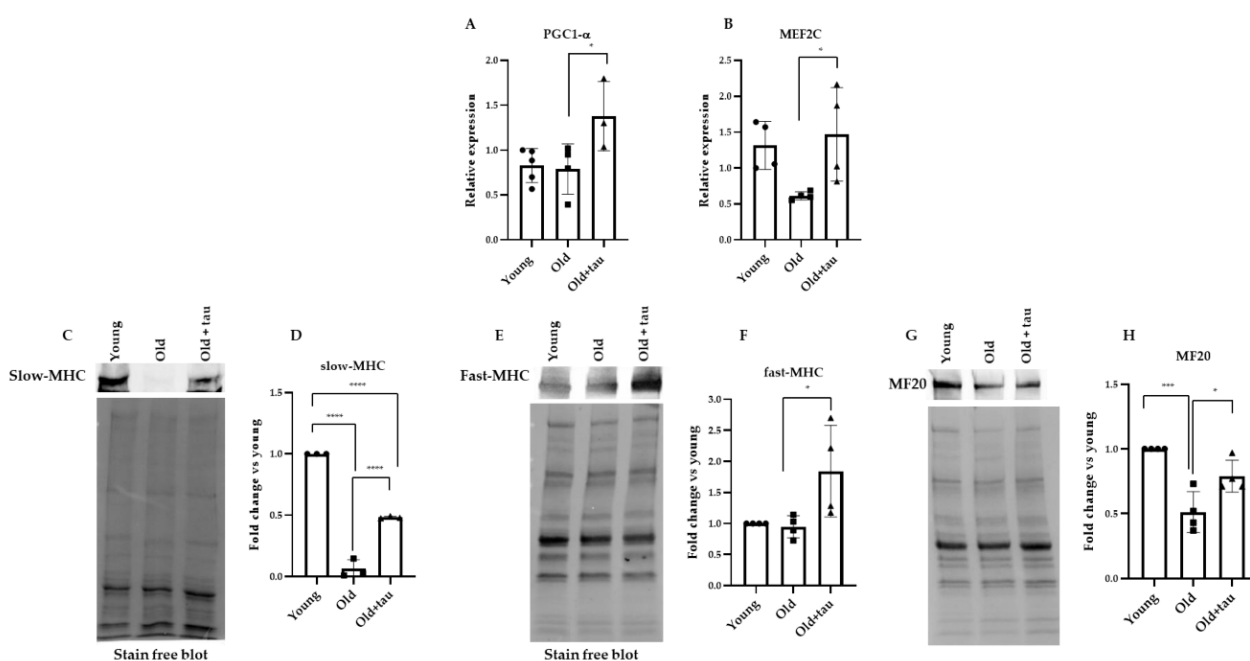 A
PGC1-α
*
Relative expression
2.0
1.5
1.0
0.5
0.0
Young
Old
Old+tau
B
MEF2C
*
Relative expression
2.5
2.0
1.5
1.0
0.5
0.0
Young
Old
Old+tau
C
Young
Old
Old + tau
Slow-MHC
Stain free blot
D
slow-MHC
****
****
****
Fold change vs young
1.5
1.0
0.5
0.0
Young
Old
Old+tau
E
Young
Old
Old + tau
Fast-MHC
Stain free blot
F
fast-MHC
*
Fold change vs young
3.0
2.5
2.0
1.5
1.0
0.5
0.0
Young
Old
Old+tau
G
Young
Old
Old + tau
MF20
H
MF20
***
*
Fold change vs young
1.5
1.0
0.5
0.0
Young
Old
Old+tau